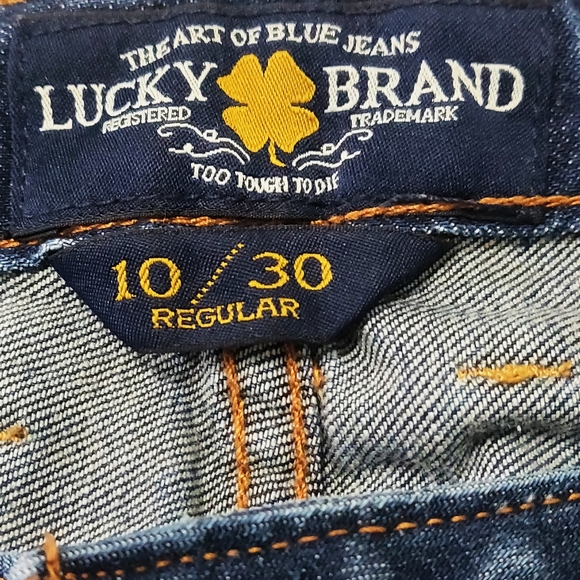 THE ART OF BLUE JEANS
LUCKY BRAND
REGISTERED TRADEMARK
TOO TOUGH TO DIE
10/30
REGULAR